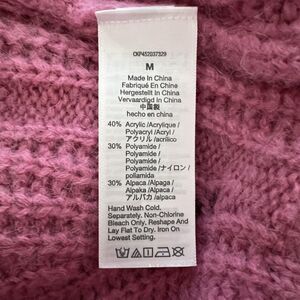 CKP452037329
M
Made In China
Fabriqué En Chine
Hergestellt In China
Vervaardigd In China
中国製
hecho en china
40% Acrylic /Acrylique /
Polyacryl /Acryl /
アクリル /acrílico
30% Polyamide /
Polyamide /
Polyamide /ナイロン /
poliamida
30% Alpaca /Alpaga /
Alpaka /Alpaca /
アルパカ /alpaca
Hand Wash Cold.
Separately. Non-Chlorine
Bleach Only. Reshape And
Lay Flat To Dry. Iron On
Lowest Setting.